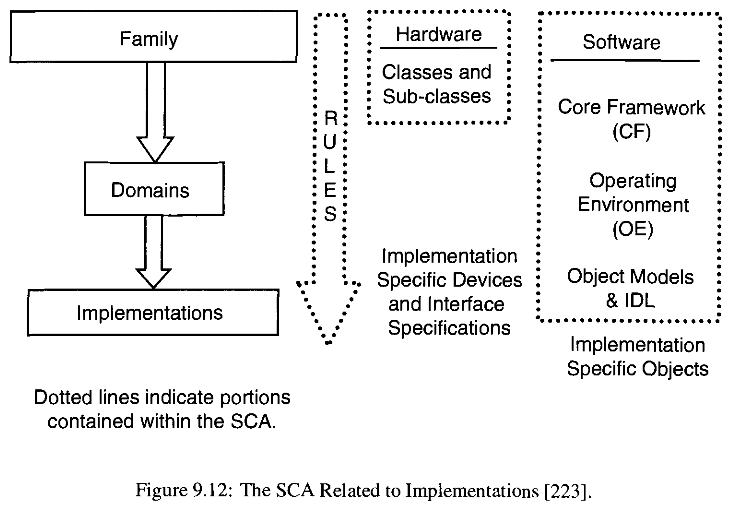 Family
Domains
Implementations
Dotted lines indicate portions
contained within the SCA.
RULES
Hardware
Classes and
Sub-classes
Implementation
Specific Devices
and Interface
Specifications
Software
Core Framework
(CF)
Operating
Environment
(OE)
Object Models
& IDL
Implementation
Specific Objects
Figure 9.12: The SCA Related to Implementations [223].